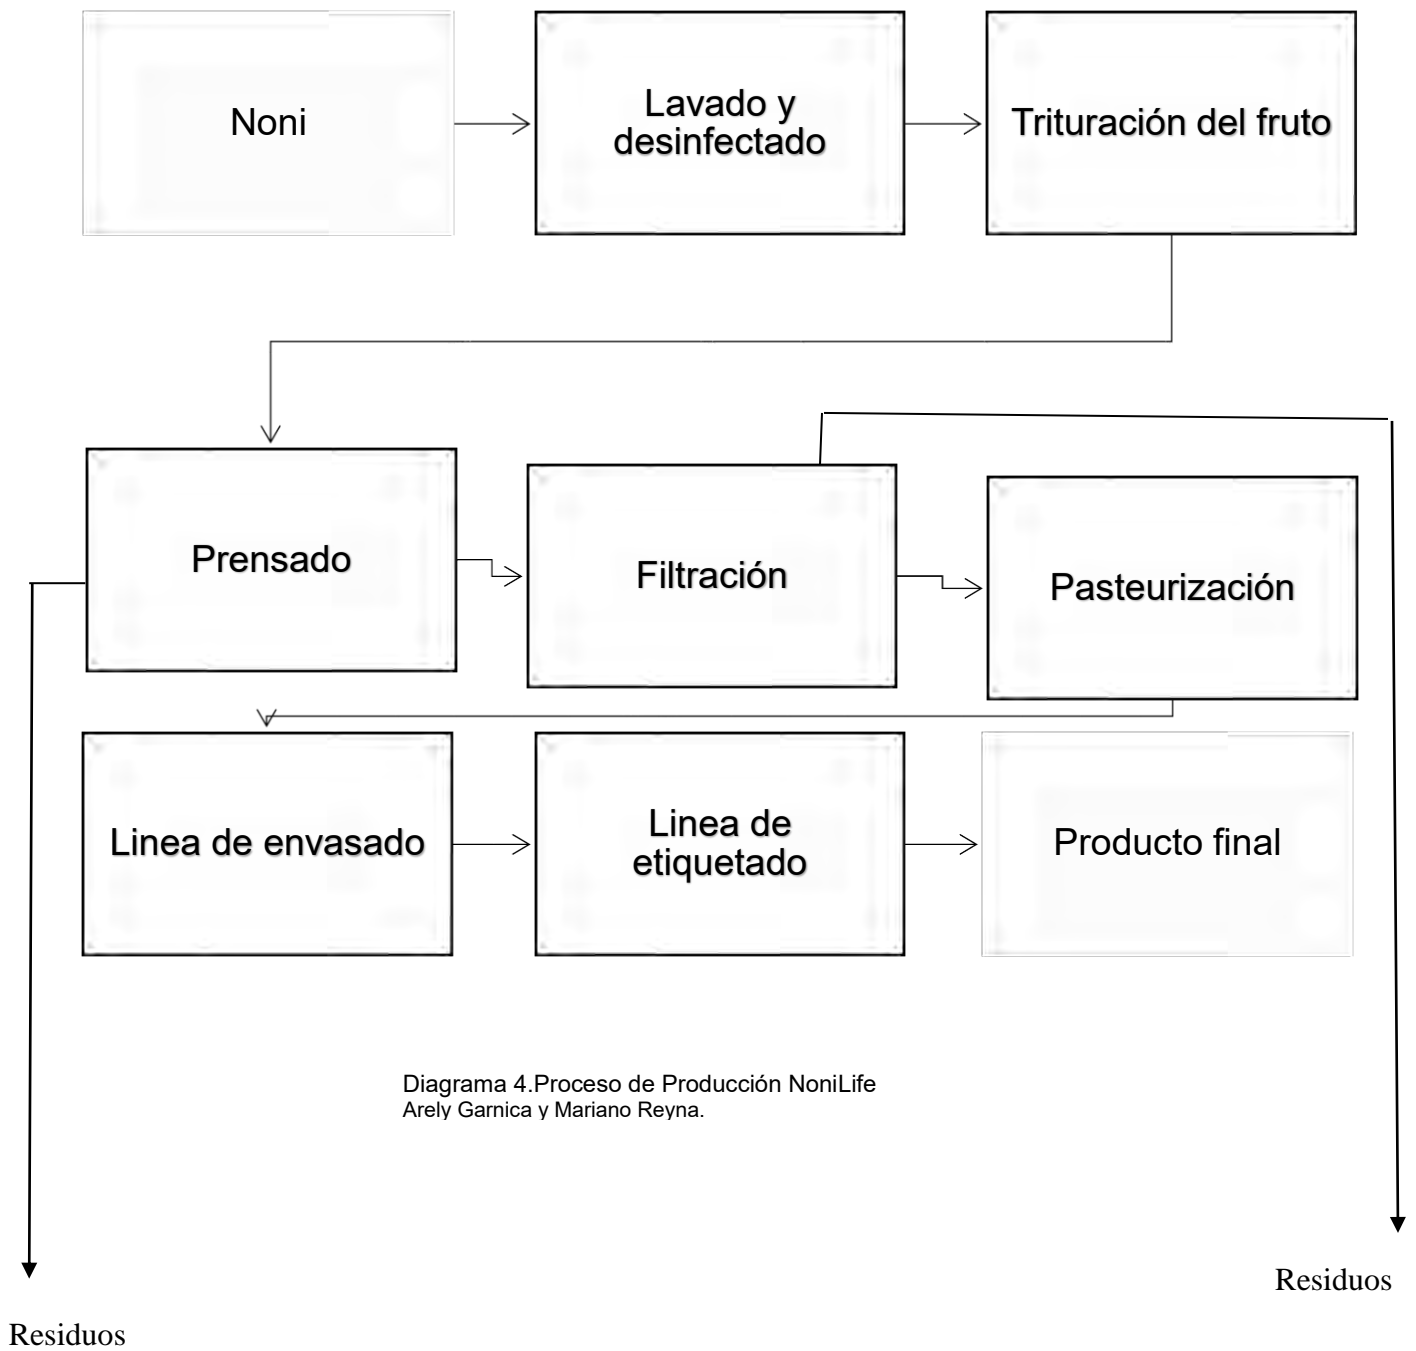 Noni
Lavado y
desinfectado
Trituración del fruto
Prensado
Filtración
Pasteurización
Linea de envasado
Linea de
etiquetado
Producto final
Diagrama 4.Proceso de Producción NoniLife
Arely Garnica y Mariano Reyna.
Residuos
Residuos